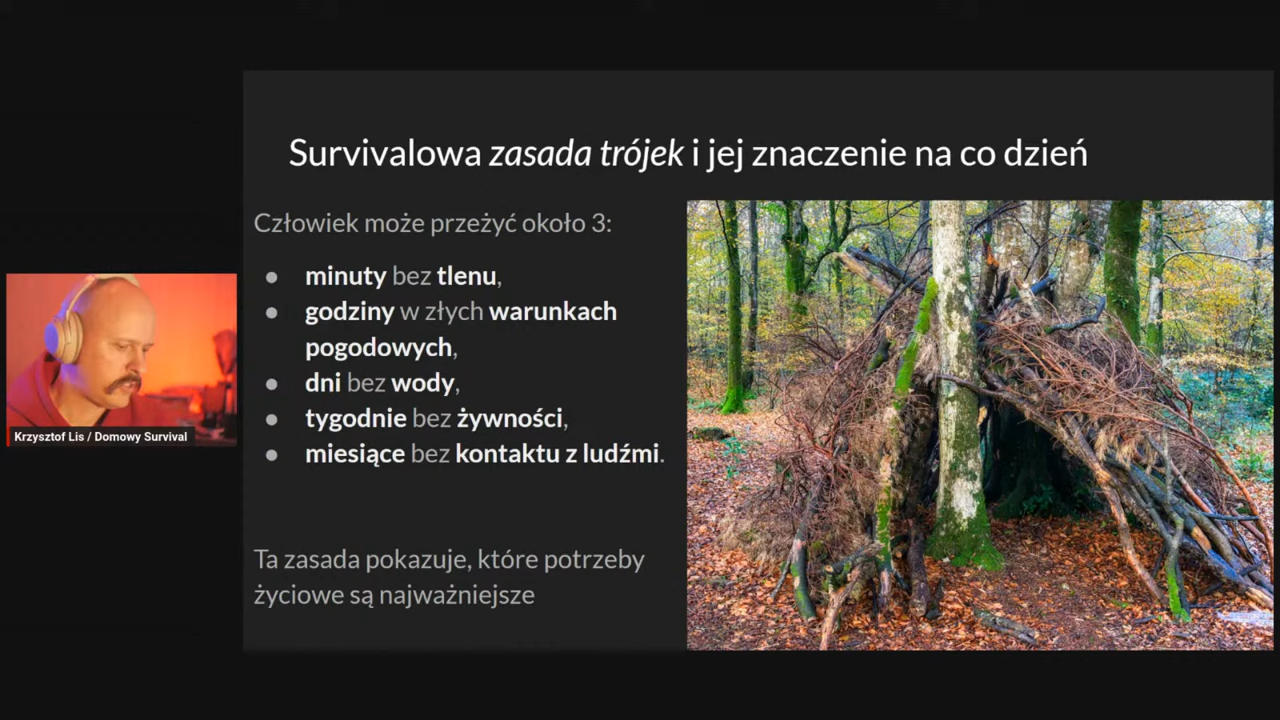 Survivalowa zasada trójek i jej znaczenie na co dzień
Człowiek może przeżyć około 3:
● minuty bez tlenu,
● godziny w złych warunkach
pogodowych,
● dni bez wody,
● tygodnie bez żywności,
● miesiące bez kontaktu z ludźmi.
Ta zasada pokazuje, które potrzeby
życiowe są najważniejsze
Krzysztof Lis / Domowy Survival